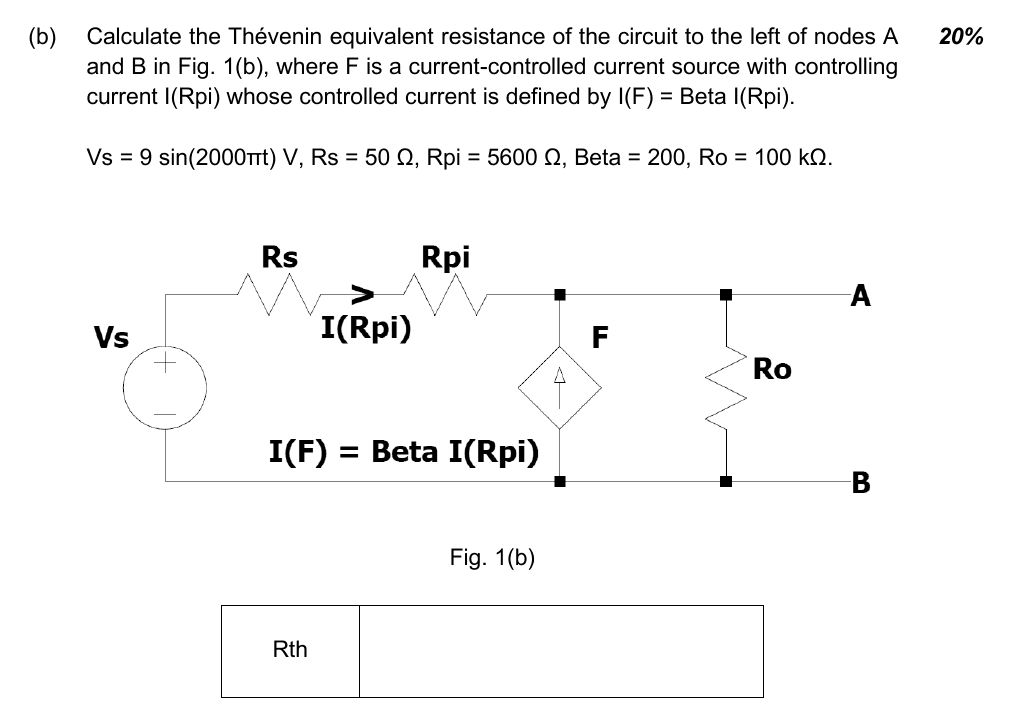 (b) Calculate the Thévenin equivalent resistance of the circuit to the left of nodes A 20%
and B in Fig. 1(b), where F is a current-controlled current source with controlling
current I(Rpi) whose controlled current is defined by I(F) = Beta I(Rpi).
Vs = 9 sin(2000πt) V, Rs = 50 Ω, Rpi = 5600 Ω, Beta = 200, Ro = 100 kΩ.
Rs Rpi
A
I(Rpi)
Vs F
+
Ro
I(F) = Beta I(Rpi)
B
Fig. 1(b)
Rth